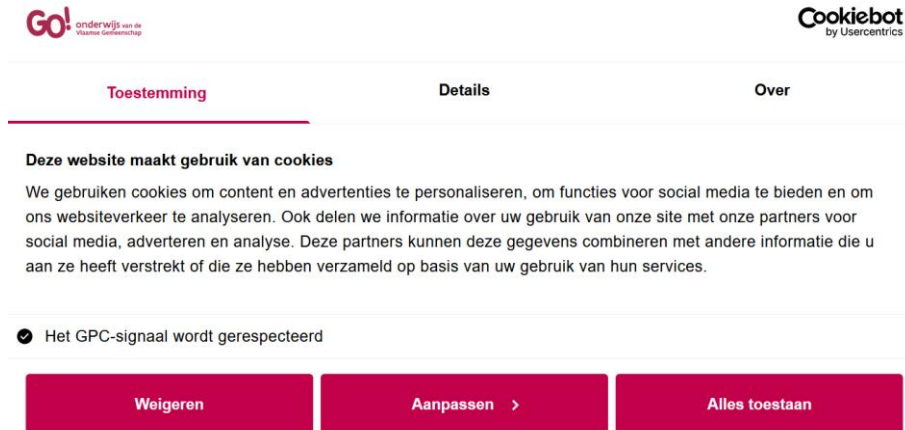 GO! onderwijs van de
Vlaamse Gemeenschap
Cookiebot
by Usercentrics
Toestemming
Details
Over
Deze website maakt gebruik van cookies
We gebruiken cookies om content en advertenties te personaliseren, om functies voor social media te bieden en om
ons websiteverkeer te analyseren. Ook delen we informatie over uw gebruik van onze site met onze partners voor
social media, adverteren en analyse. Deze partners kunnen deze gegevens combineren met andere informatie die u
aan ze heeft verstrekt of die ze hebben verzameld op basis van uw gebruik van hun services.
Het GPC-signaal wordt gerespecteerd
Weigeren
Aanpassen
Alles toestaan